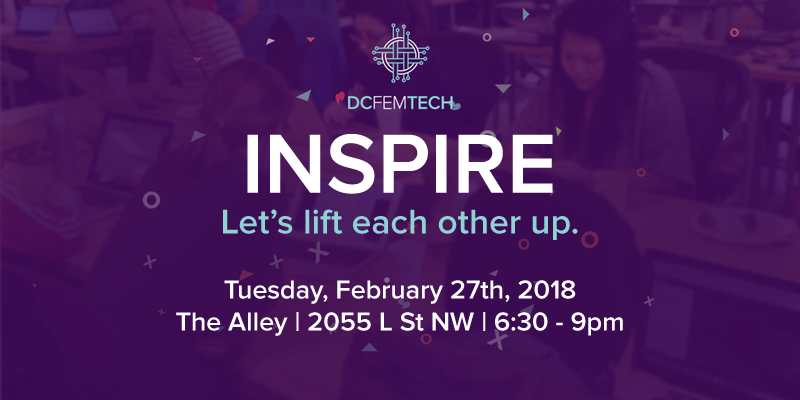 DCFEMTECH
INSPIRE
Let's lift each other up.
Tuesday, February 27th, 2018
The Alley | 2055 L St NW | 6:30 - 9pm